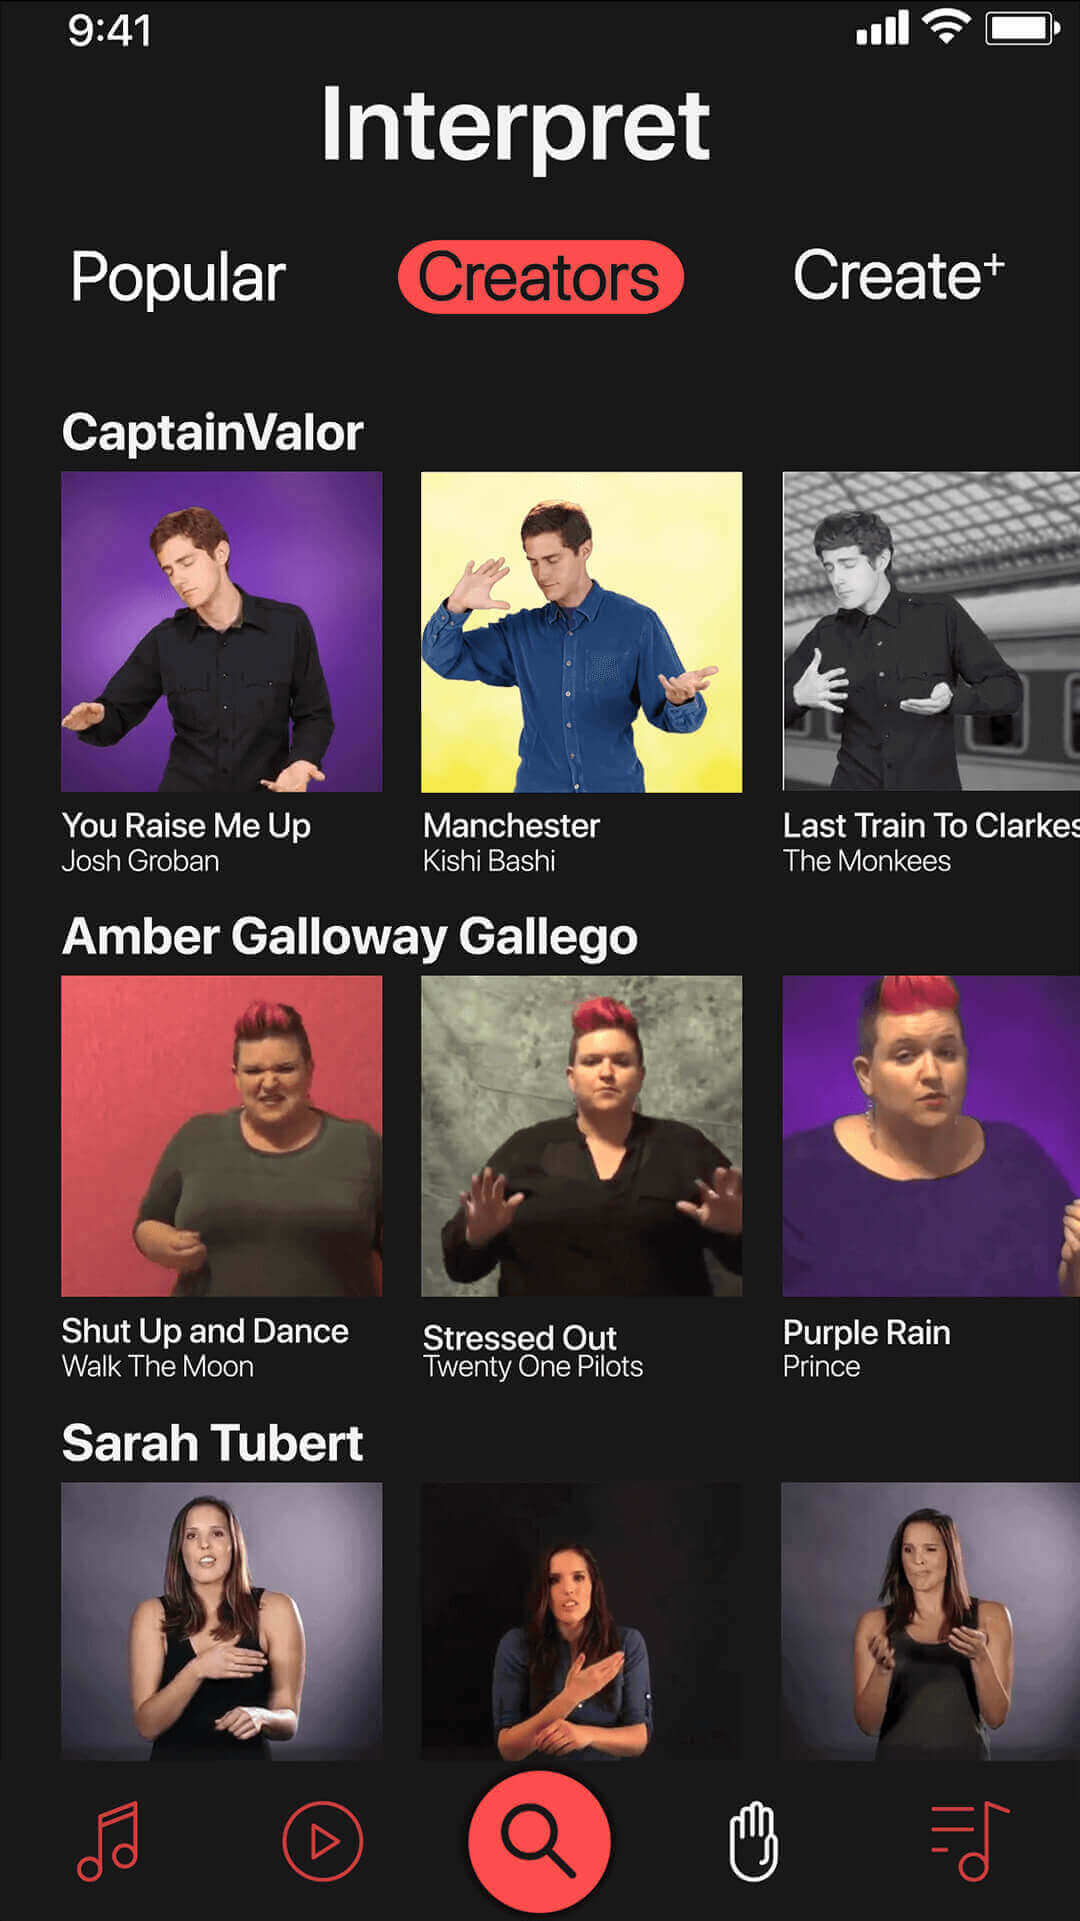 9:41
Interpret
Popular
Creators
Create+
CaptainValor
You Raise Me Up
Josh Groban
Manchester
Kishi Bashi
Last Train To Clarkes
The Monkees
Amber Galloway Gallego
Shut Up and Dance
Walk The Moon
Stressed Out
Twenty One Pilots
Purple Rain
Prince
Sarah Tubert